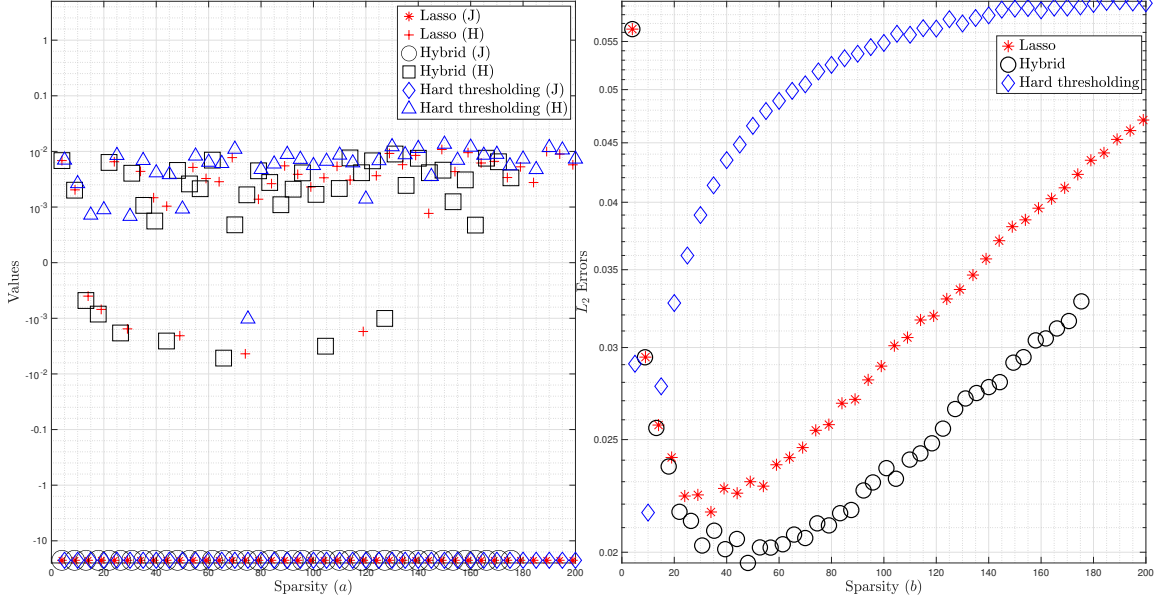 Lasso (J)
Lasso (H)
Hybrid (J)
Hybrid (H)
Hard thresholding (J)
Hard thresholding (H)
1
0.1
10⁻²
10⁻³
0
-10⁻³
-10⁻²
-0.1
-1
-10
Values
0 20 40 60 80 100 120 140 160 180 200
Sparsity (a)
Lasso
Hybrid
Hard thresholding
0.055
0.05
0.045
0.04
0.035
0.03
0.025
0.02
L₂ Errors
0 20 40 60 80 100 120 140 160 180 200
Sparsity (b)